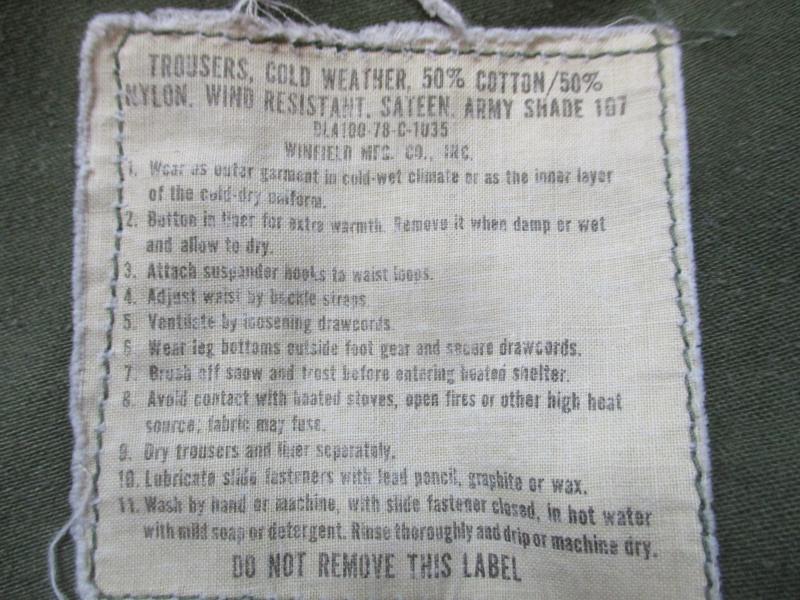 TROUSERS, COLD WEATHER, 50% COTTON/50%
NYLON, WIND RESISTANT, SATEEN, ARMY SHADE 107
DLA100-78-C-1035
WINFIELD MFG. CO., INC.
1. Wear as outer garment in cold-wet climate or as the inner layer
of the cold-dry uniform.
2. Button in liner for extra warmth. Remove it when damp or wet
and allow to dry.
3. Attach suspender hooks to waist loops.
4. Adjust waist by buckle straps
5. Ventilate by loosening drawcords.
6 Wear leg bottoms outside foot gear and secure drawcords.
7. Brush off snow and frost before entering heated shelter.
8. Avoid contact with heated stoves, open fires or other high heat
source; fabric may fuse.
9. Dry trousers and liner separately.
10. Lubricate slide fasteners with lead pencil, graphite or wax.
11. Wash by hand or machine, with slide fastener closed, in hot water
with mild soap or detergent. Rinse thoroughly and drip or machine dry.
DO NOT REMOVE THIS LABEL